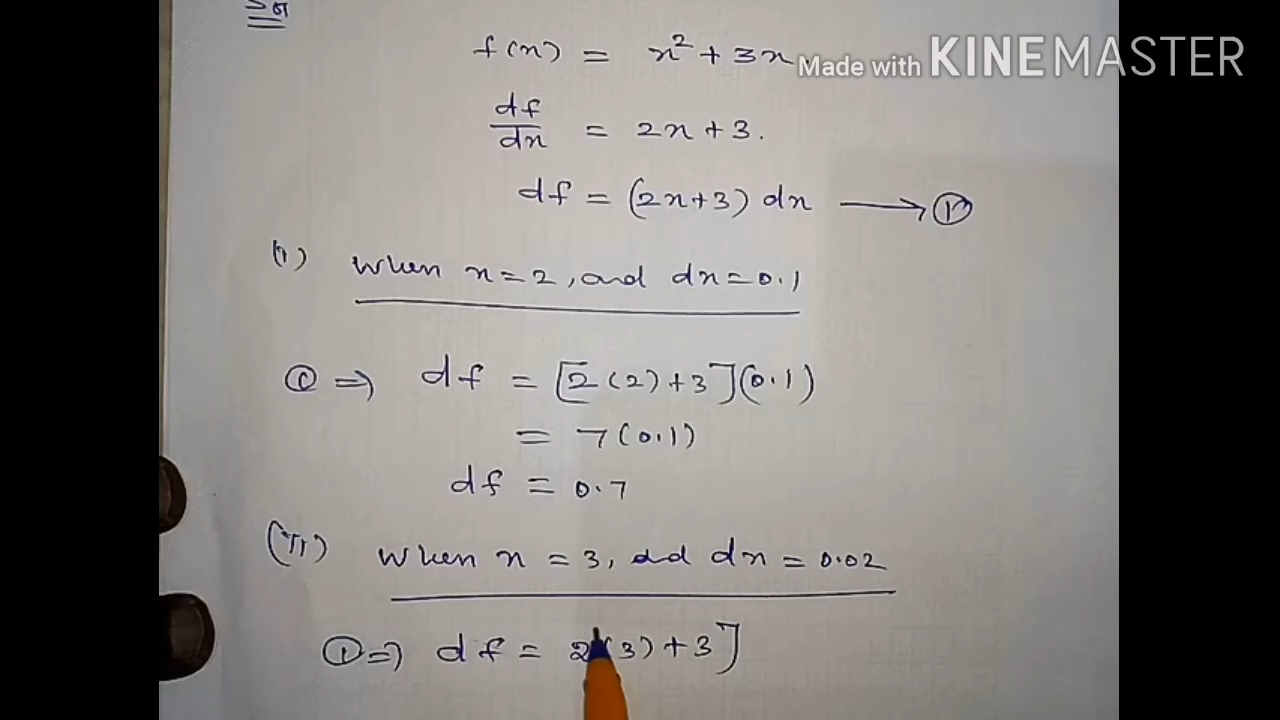 f(x) = x² + 3x.
Made with KINEMASTER
df/dx = 2x + 3.
df = (2x+3) dx ⟶ ①
(i) When x = 2, and dx = 0.1
① ⇒ df = [2(2) + 3](0.1)
= 7(0.1)
df = 0.7
(ii) When x = 3, and dx = 0.02
① ⇒ df = 2(3) + 3]